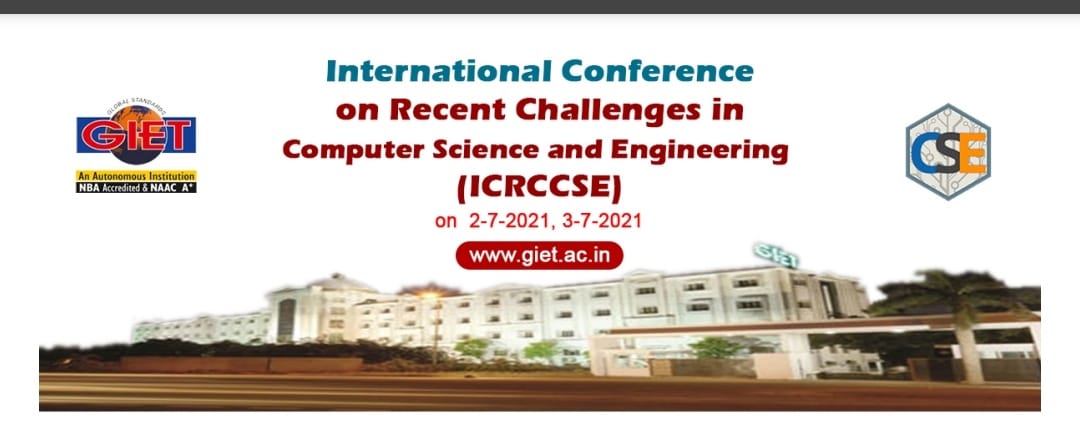 International Conference
on Recent Challenges in
Computer Science and Engineering
(ICRCCSE)
on 2-7-2021, 3-7-2021
www.giet.ac.in
GLOBAL STANDARDS
GIET
An Autonomous Institution
NBA Accredited & NAAC A+
CSE
GIET